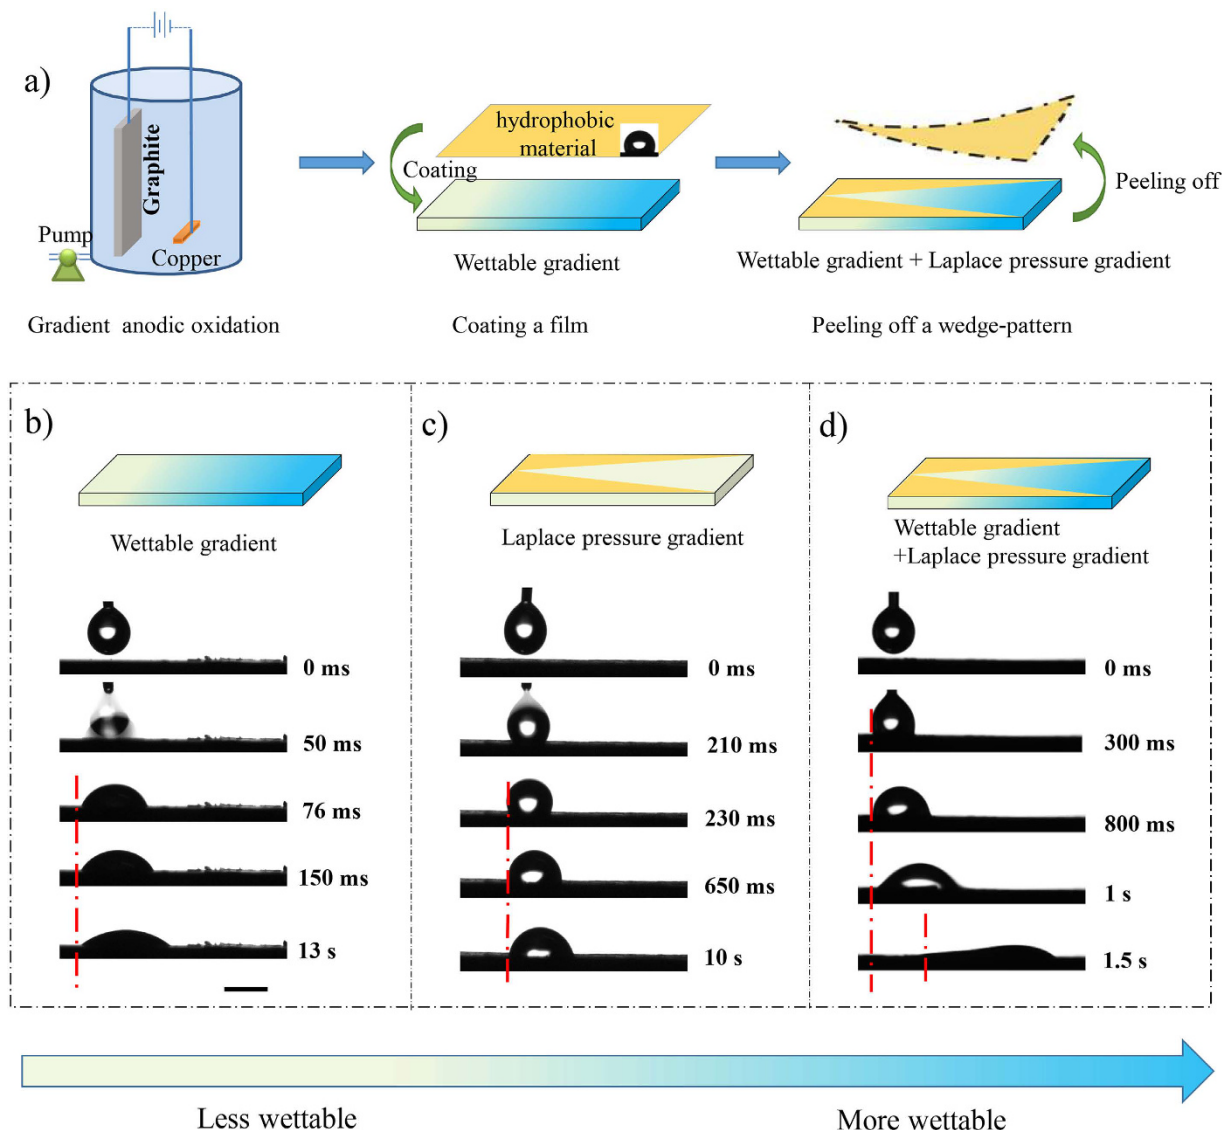 a)
Graphite
Pump
Copper
Gradient anodic oxidation
hydrophobic
material
Coating
Wettable gradient
Coating a film
Peeling off
Wettable gradient + Laplace pressure gradient
Peeling off a wedge-pattern
b)
Wettable gradient
0 ms
50 ms
76 ms
150 ms
13 s
c)
Laplace pressure gradient
0 ms
210 ms
230 ms
650 ms
10 s
d)
Wettable gradient
+Laplace pressure gradient
0 ms
300 ms
800 ms
1 s
1.5 s
Less wettable
More wettable